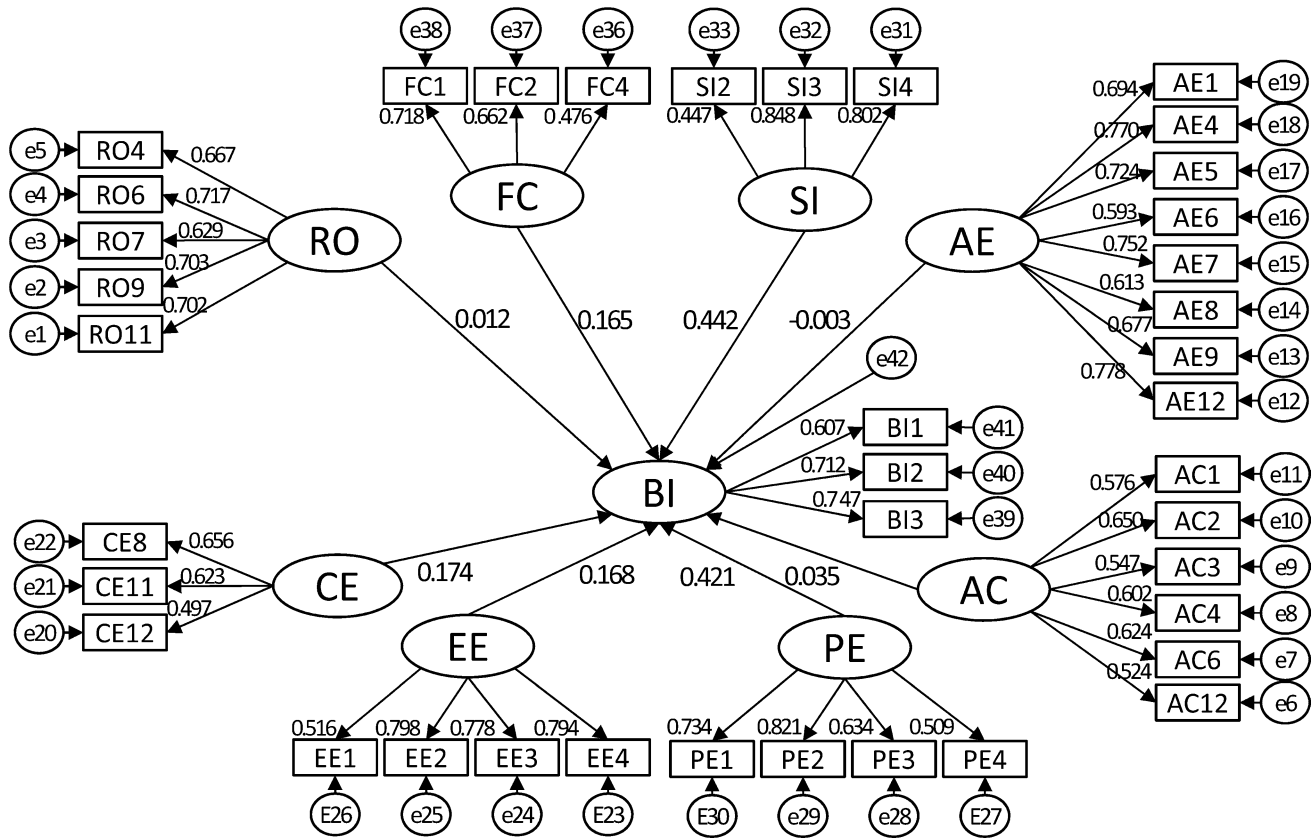 e38 e37 e36 e33 e32 e31
FC1 FC2 FC4 SI2 SI3 SI4
0.718 0.662 0.476 0.447 0.848 0.802
FC SI
e5 RO4 0.667
e4 RO6 0.717
e3 RO7 0.629
e2 RO9 0.703
e1 RO11 0.702
RO
AE
0.694 AE1 e19
0.770 AE4 e18
0.724 AE5 e17
0.593 AE6 e16
0.752 AE7 e15
0.613 AE8 e14
0.677 AE9 e13
0.778 AE12 e12
0.012 0.165 0.442 -0.003
e42
BI
0.607 BI1 e41
0.712 BI2 e40
0.747 BI3 e39
AC
0.576 AC1 e11
0.650 AC2 e10
0.547 AC3 e9
0.602 AC4 e8
0.624 AC6 e7
0.524 AC12 e6
e22 CE8 0.656
e21 CE11 0.623
e20 CE12 0.497
CE
0.174 0.168 0.421 0.035
EE PE
0.516 0.798 0.778 0.794 0.734 0.821 0.634 0.509
EE1 EE2 EE3 EE4 PE1 PE2 PE3 PE4
E26 e25 e24 E23 E30 e29 e28 E27